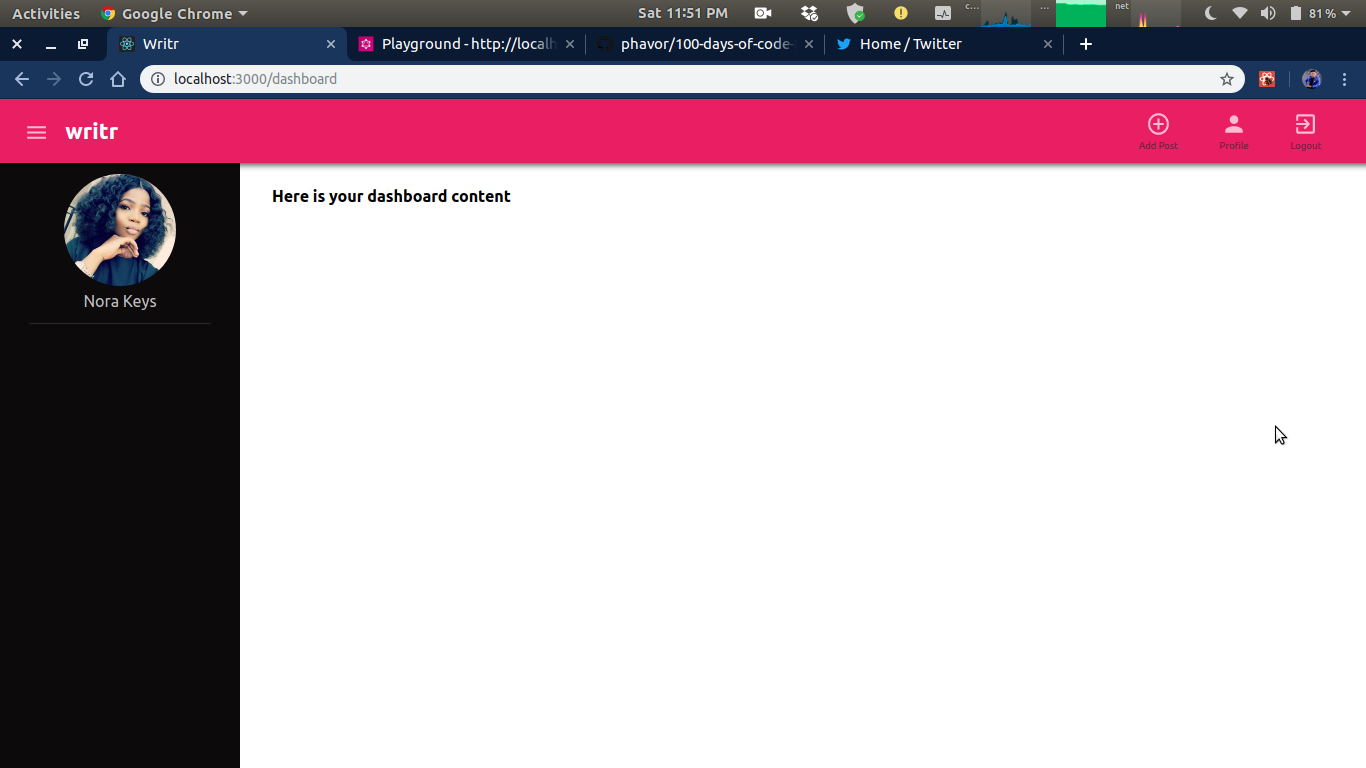 Activities Google Chrome Sat 11:51 PM c... ... net 81%
Writr Playground - http://localh phavor/100-days-of-code- Home / Twitter
localhost:3000/dashboard
writr
Add Post Profile Logout
Here is your dashboard content
Nora Keys